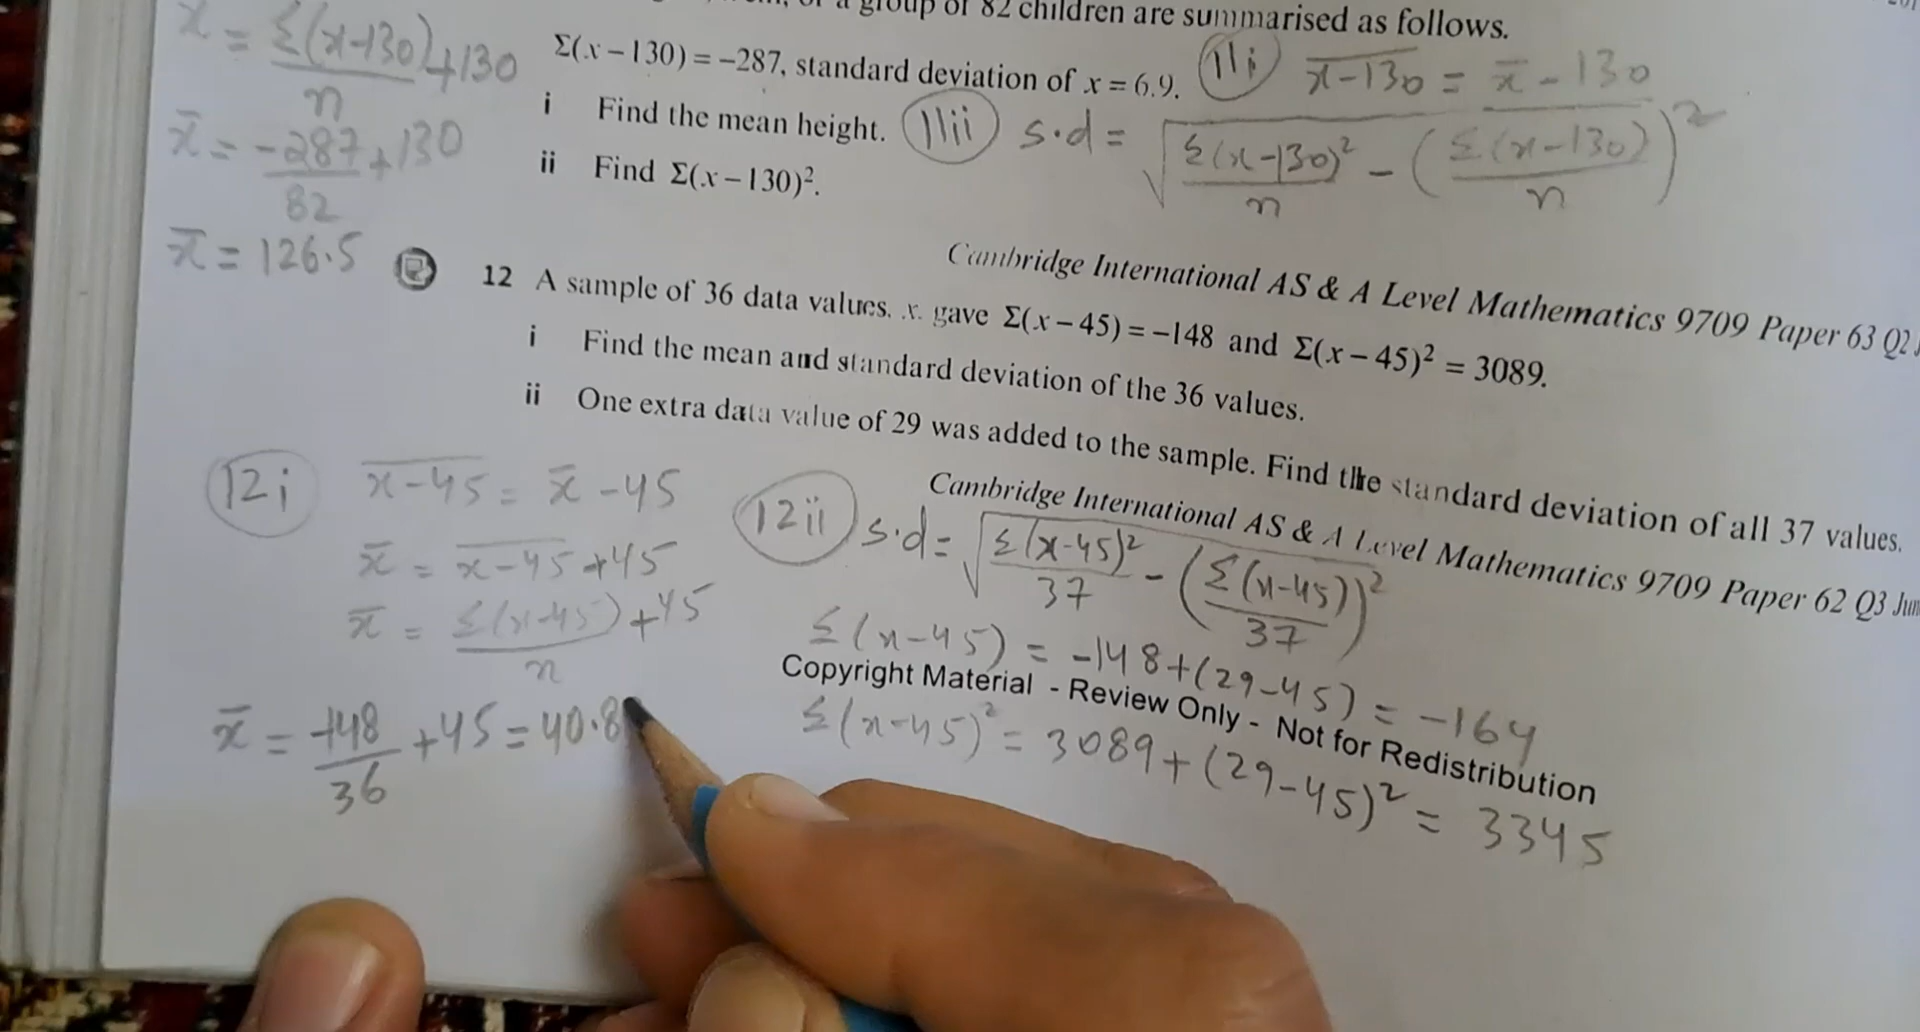 a group of 82 children are summarised as follows.
Σ(x – 130) = –287, standard deviation of x = 6.9.
i Find the mean height.
ii Find Σ(x – 130)².
x̄ = Σ(x-130)/n + 130
x̄ = -287/82 + 130
x̄ = 126.5
11i \overline{x-130} = x̄ - 130
11ii s.d = √(Σ(x-130)²/n - (Σ(x-130)/n)²)
Cambridge International AS & A Level Mathematics 9709 Paper 63 Q2
12 A sample of 36 data values, x, gave Σ(x – 45) = –148 and Σ(x – 45)² = 3089.
i Find the mean and standard deviation of the 36 values.
ii One extra data value of 29 was added to the sample. Find the standard deviation of all 37 values.
Cambridge International AS & A Level Mathematics 9709 Paper 62 Q3 Jun
12i \overline{x-45} = x̄ - 45
x̄ = \overline{x-45} + 45
x̄ = Σ(x-45)/n + 45
x̄ = -148/36 + 45 = 40.8
12ii s.d = √(Σ(x-45)²/37 - (Σ(x-45)/37)²)
Σ(x-45) = -148+(29-45) = -164
Copyright Material - Review Only - Not for Redistribution
Σ(x-45)² = 3089+(29-45)² = 3345